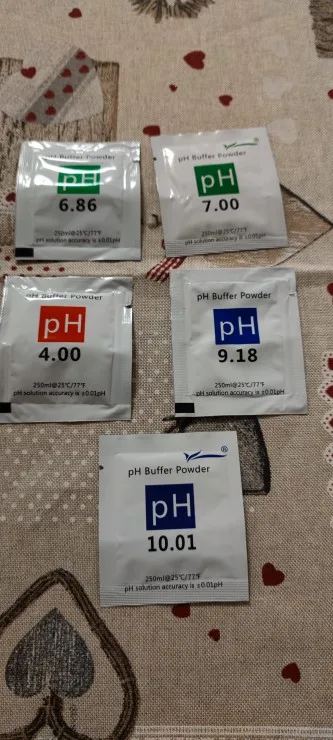 pH Buffer Powder
pH
6.86
250ml@25℃/77℉
pH solution accuracy is ±0.01pH
pH Buffer Powder
®
pH
7.00
250ml@25℃/77℉
pH solution accuracy is ±0.01pH
pH Buffer Powder
pH
4.00
250ml@25℃/77℉
pH solution accuracy is ±0.01pH
pH Buffer Powder
pH
9.18
250ml@25℃/77℉
pH solution accuracy is ±0.01pH
®
pH Buffer Powder
pH
10.01
250ml@25℃/77℉
pH solution accuracy is ±0.01pH